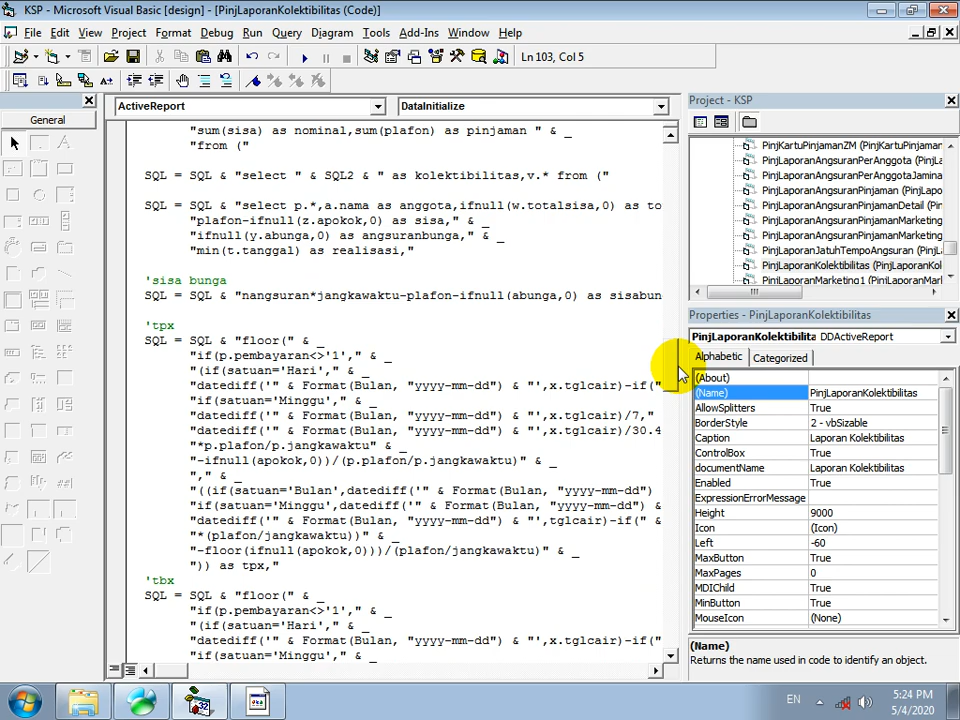 KSP - Microsoft Visual Basic [design] - [PinjLaporanKolektibilitas (Code)]
File Edit View Project Format Debug Run Query Diagram Tools Add-Ins Window Help
Ln 103, Col 5
General
ActiveReport
DataInitialize
"sum(sisa) as nominal,sum(plafon) as pinjaman " & _
"from ("
SQL = SQL & "select " & SQL2 & " as kolektibilitas,v.* from ("
SQL = SQL & "select p.*,a.nama as anggota,ifnull(w.totalsisa,0) as to
"plafon-ifnull(z.apokok,0) as sisa," & _
"ifnull(y.abunga,0) as angsuranbunga," & _
"min(t.tanggal) as realisasi,"
'sisa bunga
SQL = SQL & "nangsuran*jangkawaktu-plafon-ifnull(abunga,0) as sisabun
'tpx
SQL = SQL & "floor(" & _
"if(p.pembayaran<>'1'," & _
"(if(satuan='Hari'," & _
"datediff('" & Format(Bulan, "yyyy-mm-dd") & "',x.tglcair)-if("
"if(satuan='Minggu'," & _
"datediff('" & Format(Bulan, "yyyy-mm-dd") & "',x.tglcair)/7,"
"datediff('" & Format(Bulan, "yyyy-mm-dd") & "',x.tglcair)/30.4
"*p.plafon/p.jangkawaktu" & _
"-ifnull(apokok,0))/(p.plafon/p.jangkawaktu)" & _
"," & _
"((if(satuan='Bulan',datediff('" & Format(Bulan, "yyyy-mm-dd")
"if(satuan='Minggu',datediff('" & Format(Bulan, "yyyy-mm-dd") &
"datediff('" & Format(Bulan, "yyyy-mm-dd") & "',tglcair)-if(" &
"*(plafon/jangkawaktu))" & _
"-floor(ifnull(apokok,0)))/(plafon/jangkawaktu)" & _
")) as tpx,"
'tbx
SQL = SQL & "floor(" & _
"if(p.pembayaran<>'1'," & _
"(if(satuan='Hari'," & _
"datediff('" & Format(Bulan, "yyyy-mm-dd") & "',x.tglcair)-if("
"if(satuan='Minggu'," & _
Project - KSP
PinjKartuPinjamanZM (PinjKartuPinjaman
PinjLaporanAngsuranPerAnggota (PinjLa
PinjLaporanAngsuranPerAnggotaJamina
PinjLaporanAngsuranPinjaman (PinjLapo
PinjLaporanAngsuranPinjamanDetail (Pinj
PinjLaporanAngsuranPinjamanMarketing
PinjLaporanAngsuranPinjamanMarketing
PinjLaporanJatuhTempoAngsuran (PinjL
PinjLaporanKolektibilitas (PinjLaporanKol
PinjLaporanMarketing1 (PinjLaporanMar
Properties - PinjLaporanKolektibilitas
PinjLaporanKolektibilita DDActiveReport
Alphabetic Categorized
(About)
(Name) PinjLaporanKolektibilitas
AllowSplitters True
BorderStyle 2 - vbSizable
Caption Laporan Kolektibilitas
ControlBox True
documentName Laporan Kolektibilitas
Enabled True
ExpressionErrorMessage
Height 9000
Icon (Icon)
Left -60
MaxButton True
MaxPages 0
MDIChild True
MinButton True
MouseIcon (None)
(Name)
Returns the name used in code to identify an object.
EN
5:24 PM
5/4/2020